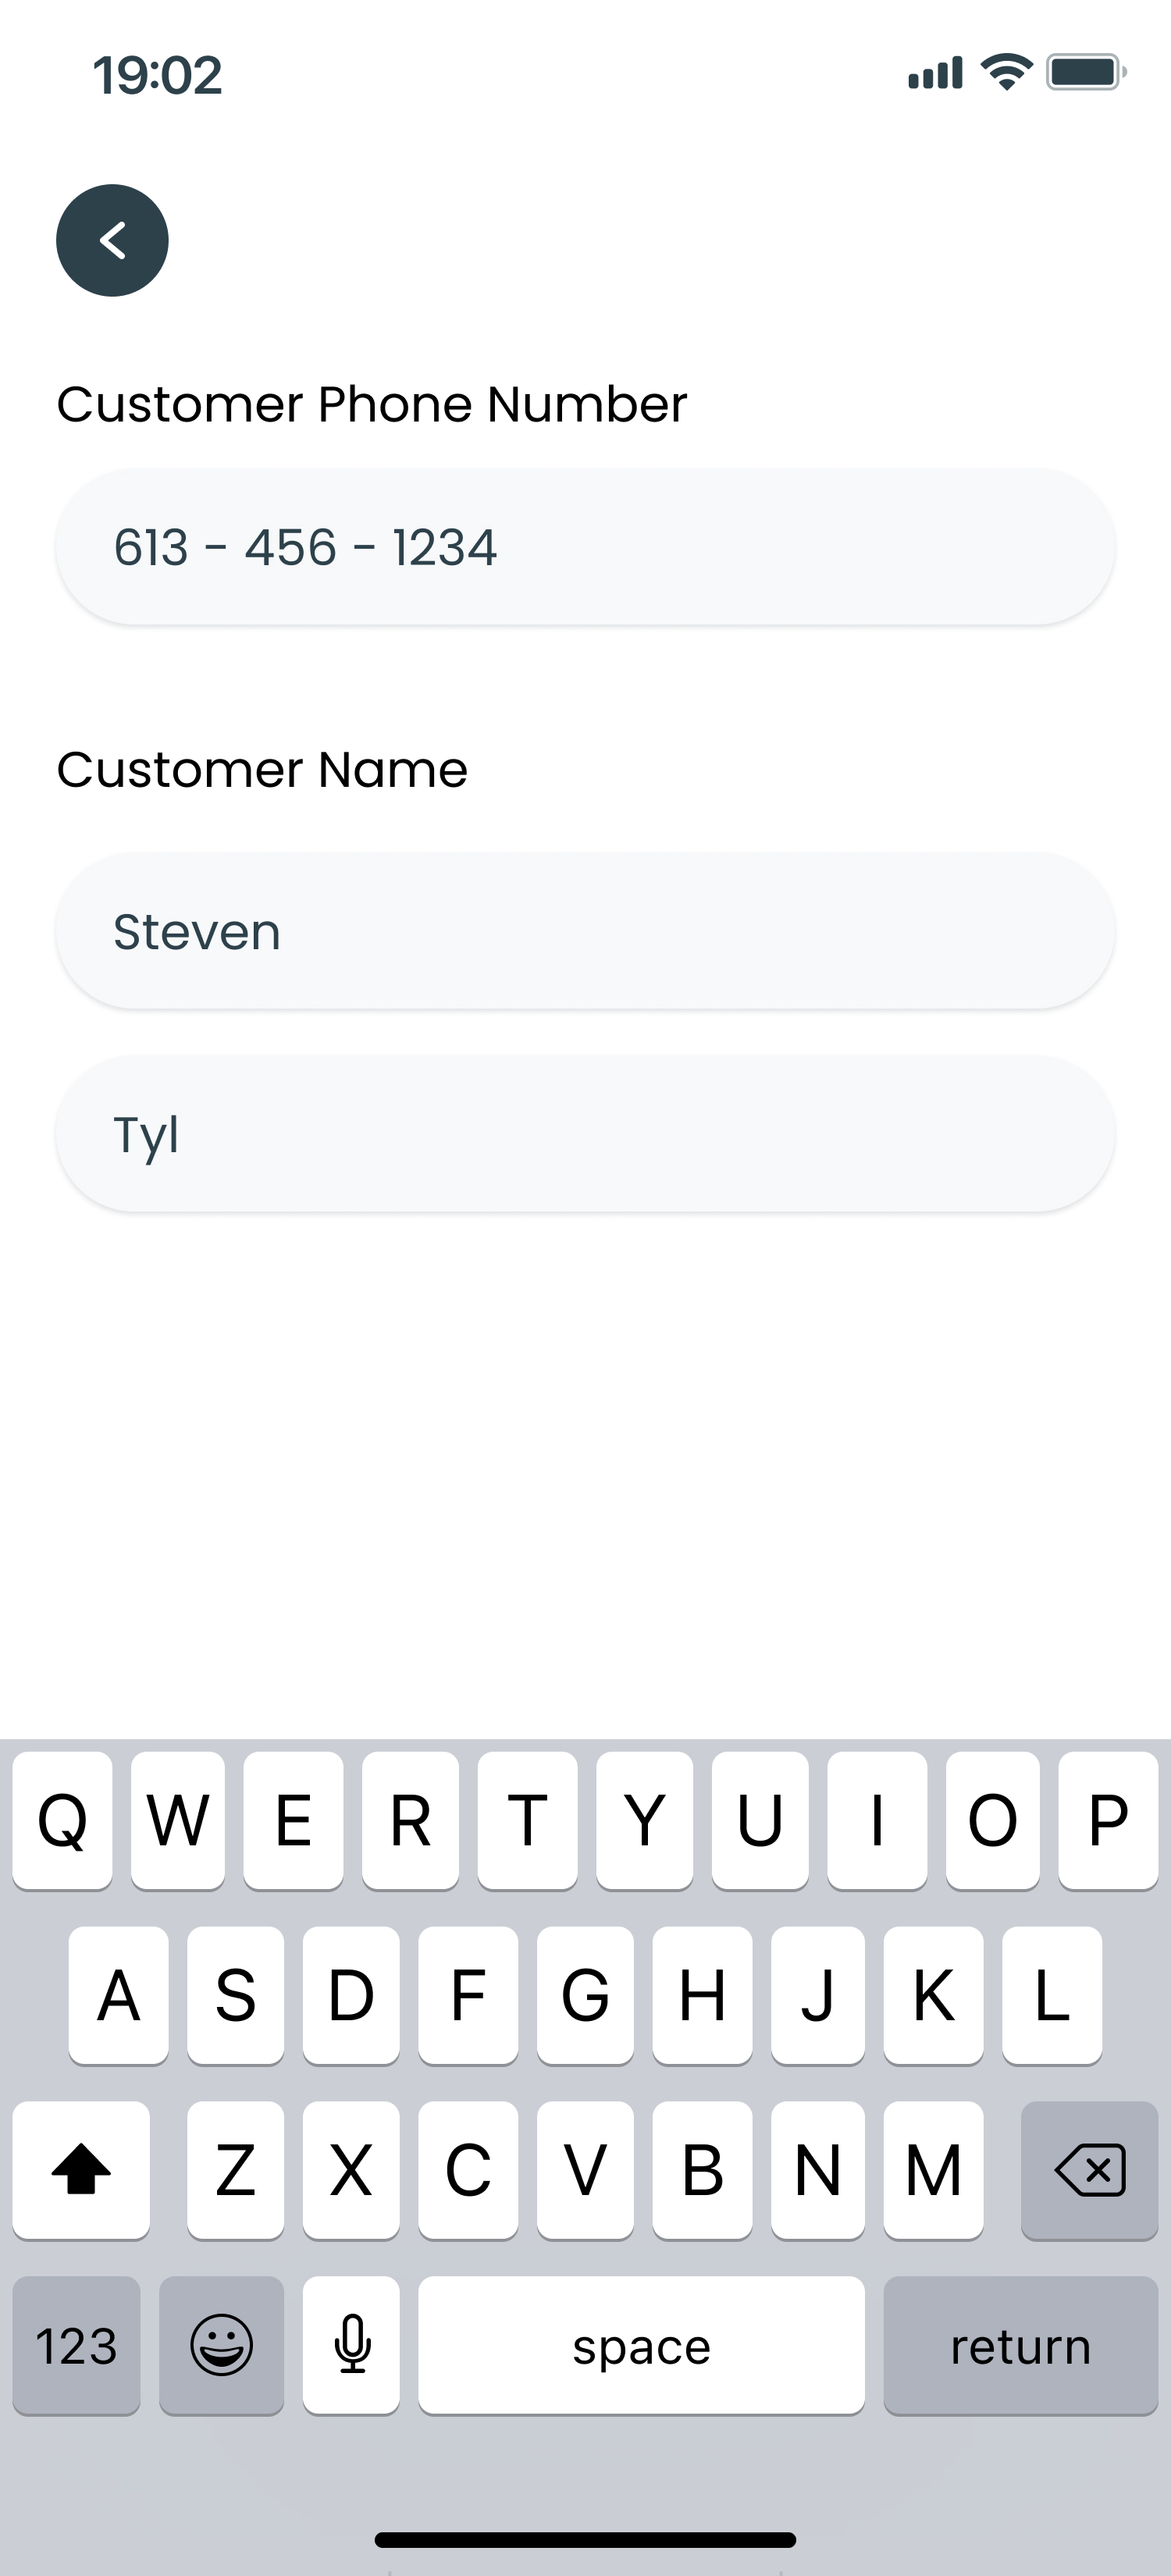 19:02
Customer Phone Number
613 - 456 - 1234
Customer Name
Steven
Tyl
Q W E R T Y U I O P
A S D F G H J K L
Z X C V B N M
123 space return